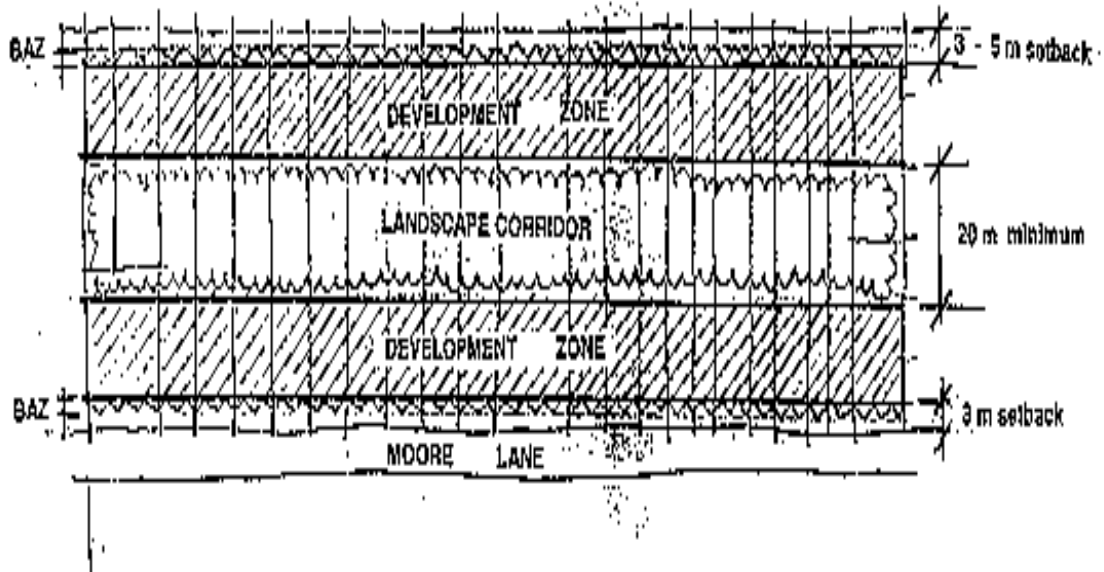 BAZ
3 - 5 m setback
DEVELOPMENT ZONE
LANDSCAPE CORRIDOR
20 m minimum
DEVELOPMENT ZONE
BAZ
3 m setback
MOORE LANE